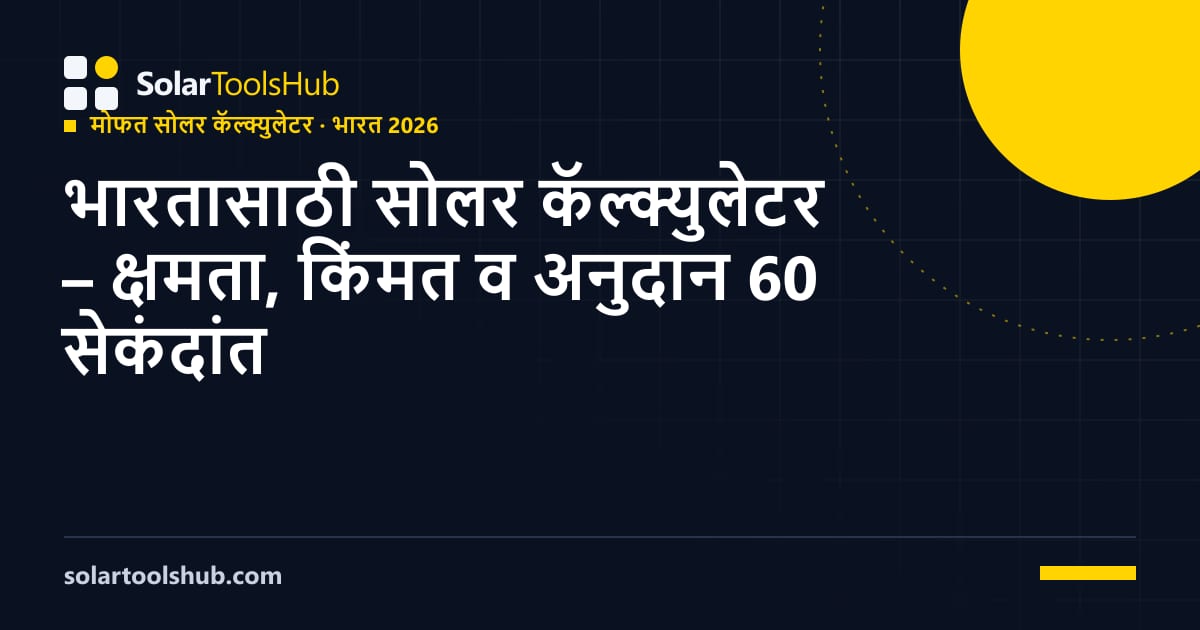 SolarToolsHub
मोफत सोलर कॅल्क्युलेटर · भारत 2026
भारतासाठी सोलर कॅल्क्युलेटर
– क्षमता, किंमत व अनुदान 60
सेकंदांत
solartoolshub.com